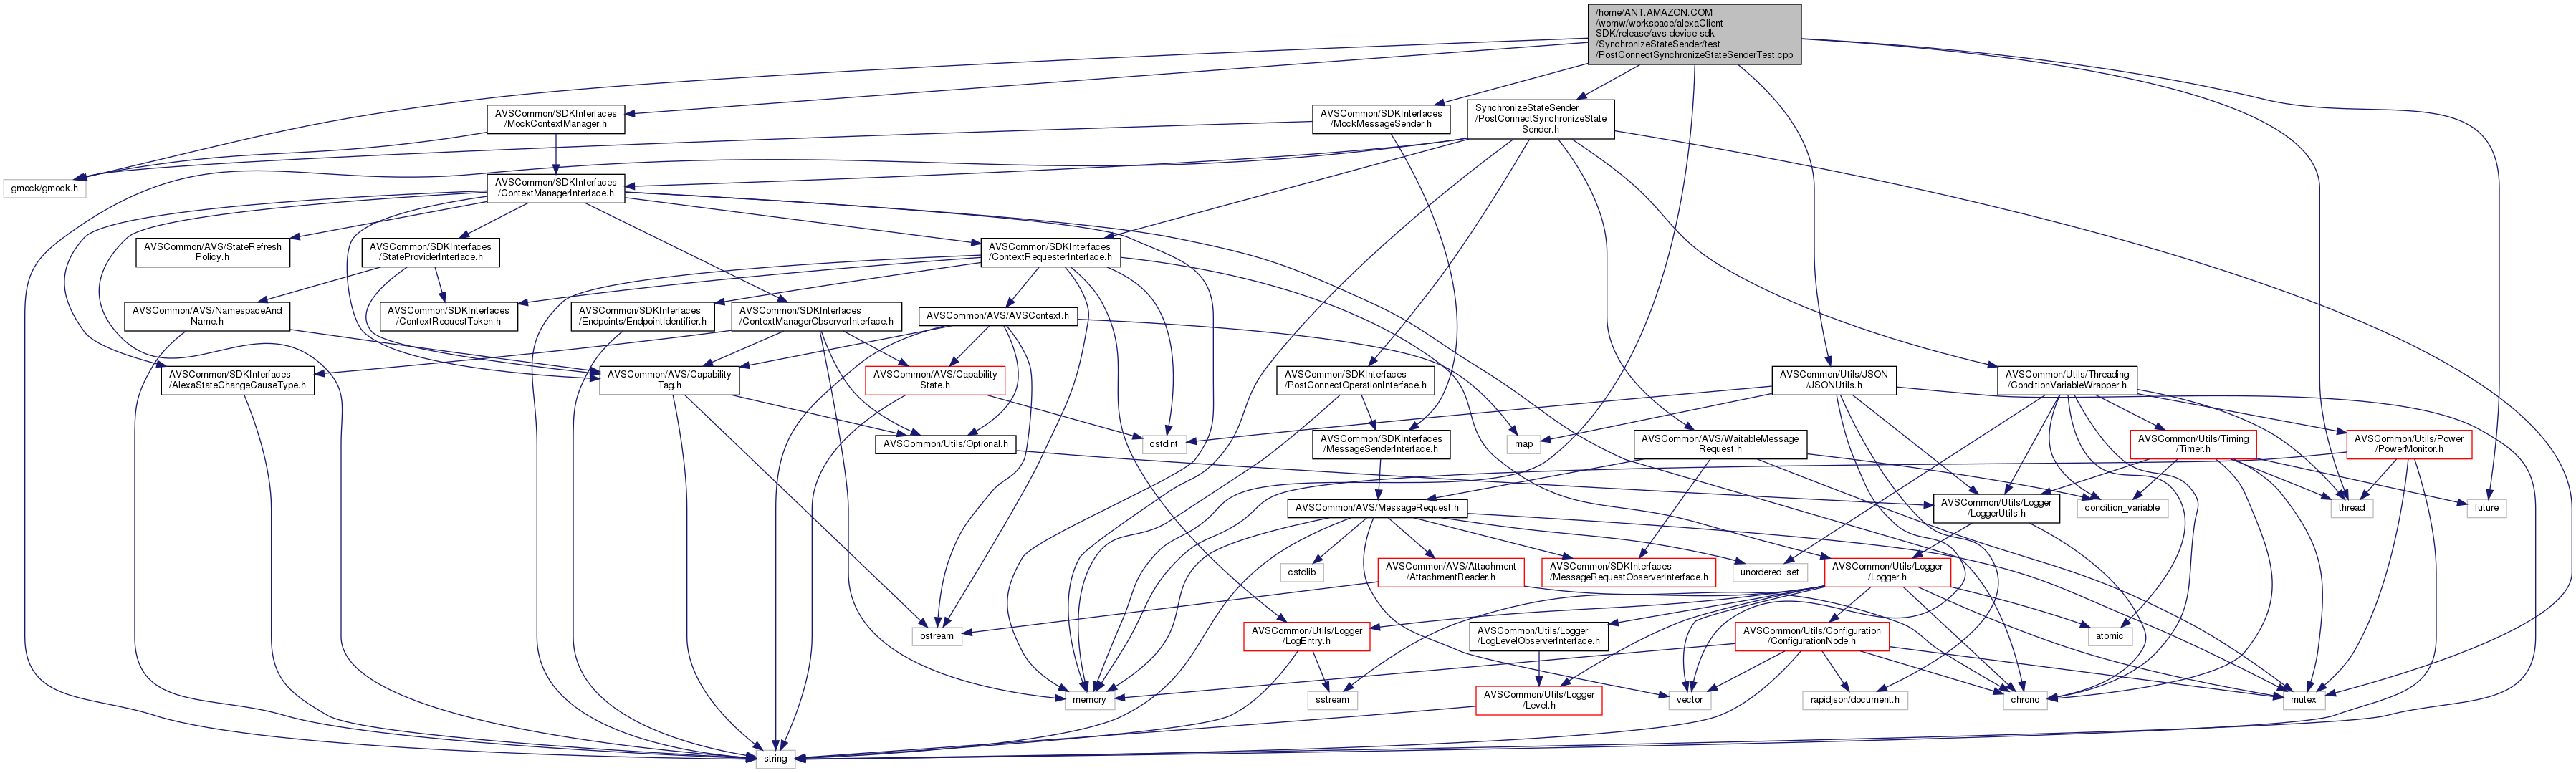 /home/ANT.AMAZON.COM
/womw/workspace/alexaClient
SDK/release/avs-device-sdk
/SynchronizeStateSender/test
/PostConnectSynchronizeStateSenderTest.cpp
AVSCommon/SDKInterfaces
/MockContextManager.h
AVSCommon/SDKInterfaces
/MockMessageSender.h
SynchronizeStateSender
/PostConnectSynchronizeState
Sender.h
gmock/gmock.h
AVSCommon/SDKInterfaces
/ContextManagerInterface.h
AVSCommon/AVS/StateRefresh
Policy.h
AVSCommon/SDKInterfaces
/StateProviderInterface.h
AVSCommon/SDKInterfaces
/ContextRequesterInterface.h
AVSCommon/AVS/NamespaceAnd
Name.h
AVSCommon/SDKInterfaces
/ContextRequestToken.h
AVSCommon/SDKInterfaces
/Endpoints/EndpointIdentifier.h
AVSCommon/SDKInterfaces
/ContextManagerObserverInterface.h
AVSCommon/AVS/AVSContext.h
AVSCommon/SDKInterfaces
/AlexaStateChangeCauseType.h
AVSCommon/AVS/Capability
Tag.h
AVSCommon/AVS/Capability
State.h
AVSCommon/SDKInterfaces
/PostConnectOperationInterface.h
AVSCommon/Utils/JSON
/JSONUtils.h
AVSCommon/Utils/Threading
/ConditionVariableWrapper.h
AVSCommon/Utils/Optional.h
cstdint
AVSCommon/SDKInterfaces
/MessageSenderInterface.h
map
AVSCommon/AVS/WaitableMessage
Request.h
AVSCommon/Utils/Timing
/Timer.h
AVSCommon/Utils/Power
/PowerMonitor.h
AVSCommon/AVS/MessageRequest.h
AVSCommon/Utils/Logger
/LoggerUtils.h
condition_variable
thread
future
cstdlib
AVSCommon/AVS/Attachment
/AttachmentReader.h
AVSCommon/SDKInterfaces
/MessageRequestObserverInterface.h
unordered_set
AVSCommon/Utils/Logger
/Logger.h
ostream
AVSCommon/Utils/Logger
/LogEntry.h
AVSCommon/Utils/Logger
/LogLevelObserverInterface.h
AVSCommon/Utils/Configuration
/ConfigurationNode.h
atomic
memory
sstream
AVSCommon/Utils/Logger
/Level.h
vector
rapidjson/document.h
chrono
mutex
string